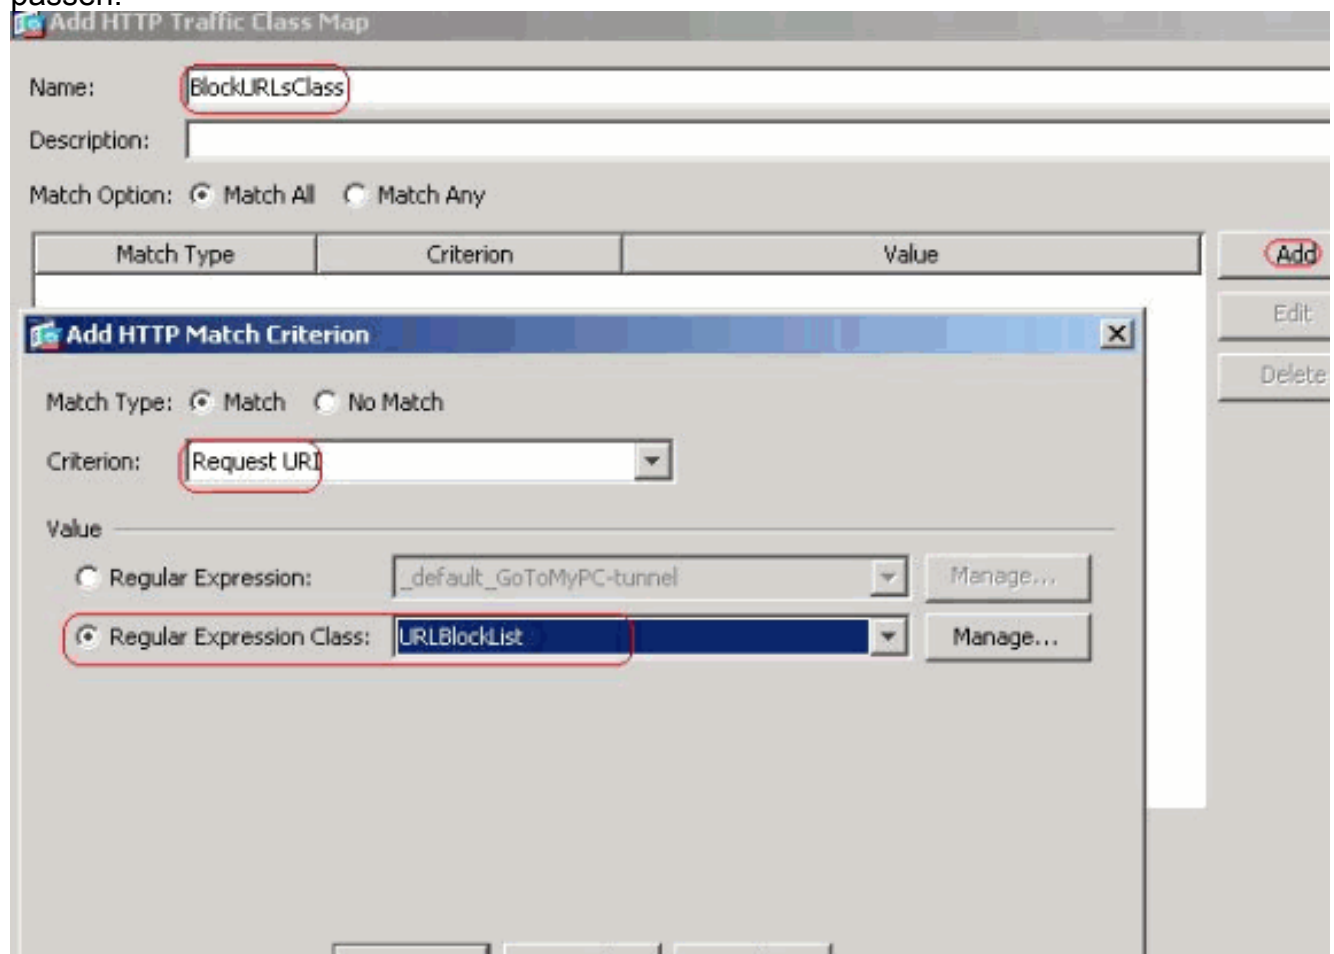 passen.
Add HTTP Traffic Class Map
Name: BlockURLsClass
Description:
Match Option: Match All Match Any
Match Type Criterion Value Add
Edit
Add HTTP Match Criterion
Delete
Match Type: Match No Match
Criterion: Request URI
Value
Regular Expression: _default_GoToMyPC-tunnel Manage...
Regular Expression Class: URLBlockList Manage...